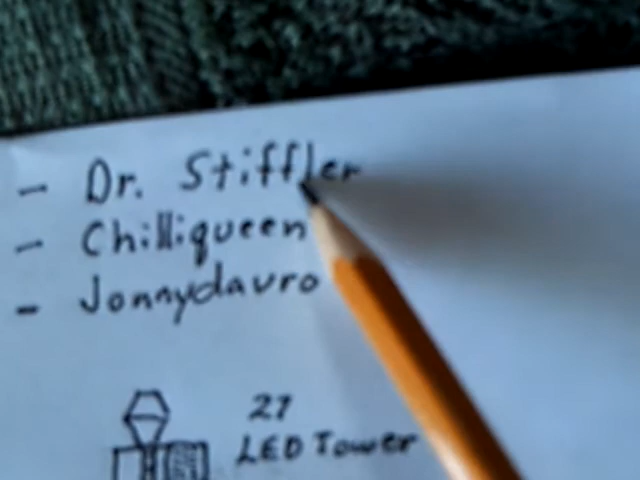 - Dr. Stiffler
- Chilliqueen
- Jonnydavro
27
LED Tower